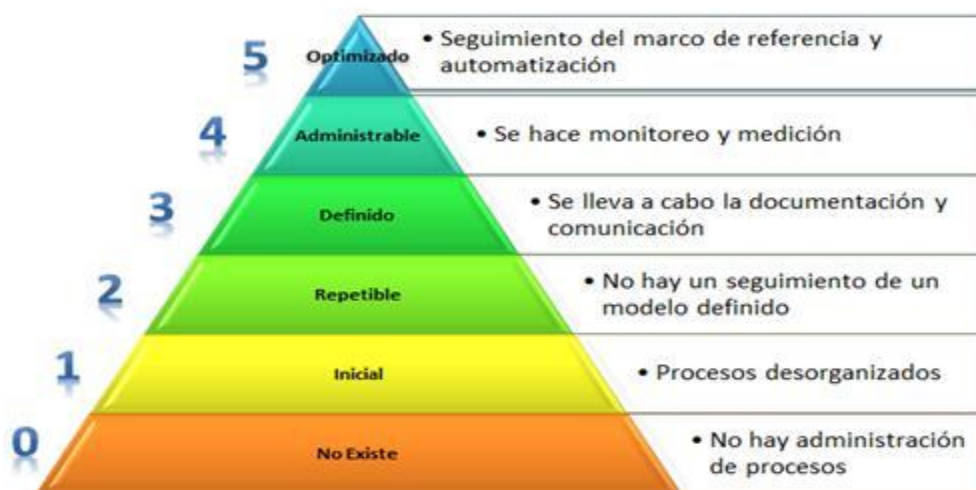 5
Optimizado
• Seguimiento del marco de referencia y
automatización
4
Administrable
• Se hace monitoreo y medición
3
Definido
• Se lleva a cabo la documentación y
comunicación
2
Repetible
• No hay un seguimiento de un
modelo definido
1
Inicial
• Procesos desorganizados
0
No Existe
• No hay administración
de procesos